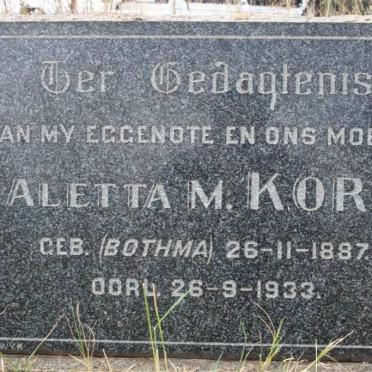 Ter Gedagtenis
AN MY EGGENOTE EN ONS MOE
ALETTA M. KOR
GEB. (BOTHMA) 26-11-1887.
OORL. 26-9-1933.